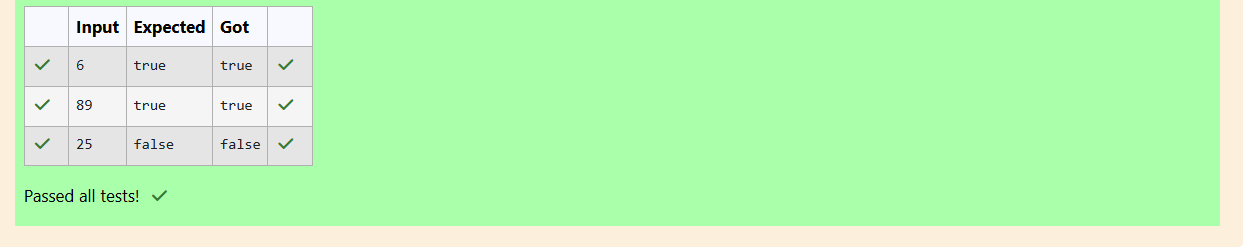 Input Expected Got
6 true true
89 true true
25 false false
Passed all tests!